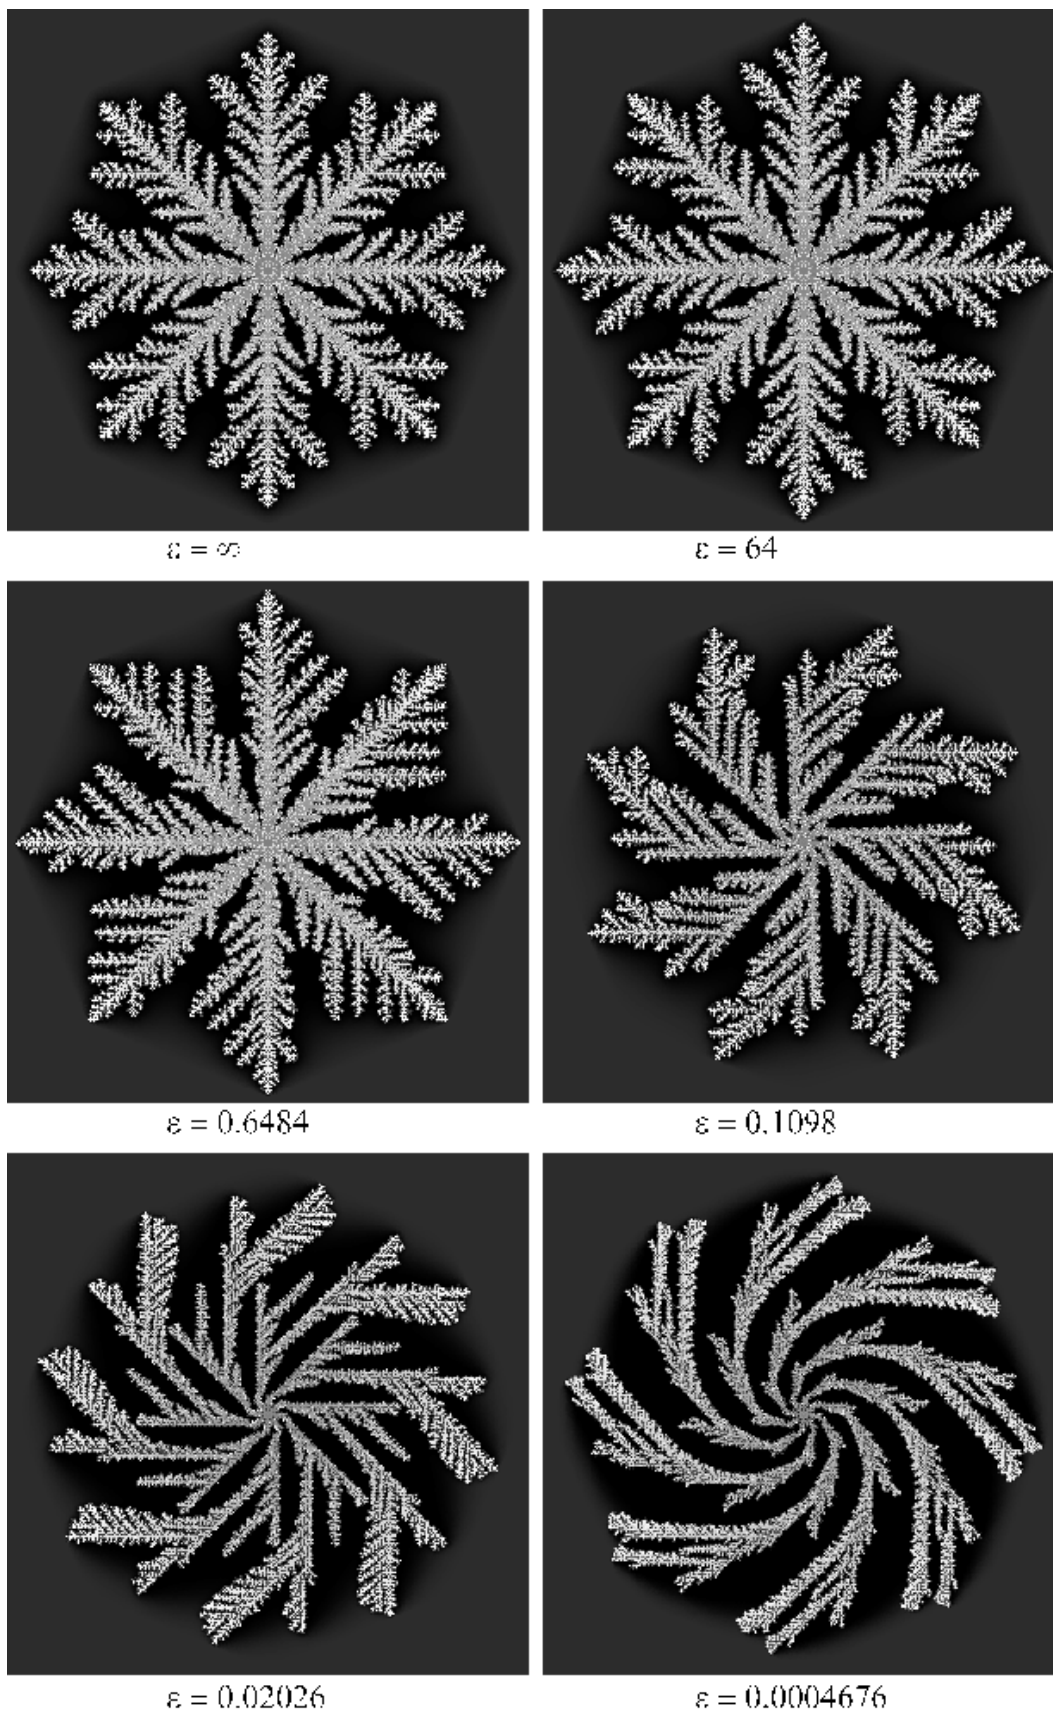 ε = ∞
ε = 64
ε = 0.6484
ε = 0.1098
ε = 0.02026
ε = 0.0004676